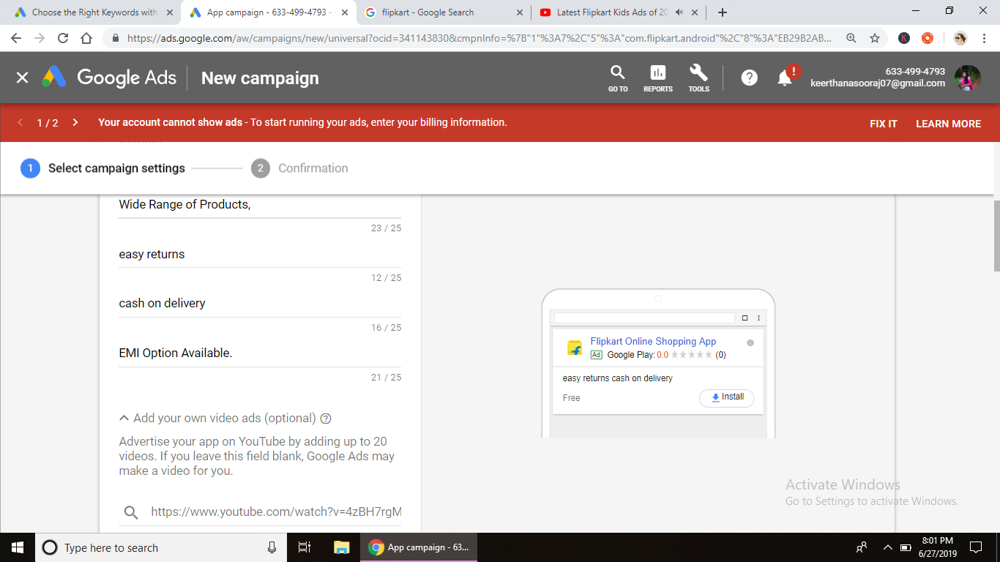 Choose the Right Keywords with
App campaign - 633-499-4793 -
flipkart - Google Search
Latest Flipkart Kids Ads of 20
https://ads.google.com/aw/campaigns/new/universal?ocid=341143830&cmpnInfo=%7B"1"%3A7%2C"5"%3A"com.flipkart.android"%2C"8"%3A"EB29B2AB...
K
Google Ads
New campaign
GO TO
REPORTS
TOOLS
?
!
633-499-4793
keerthanasooraj07@gmail.com
1 / 2
Your account cannot show ads - To start running your ads, enter your billing information.
FIX IT
LEARN MORE
1 Select campaign settings
2 Confirmation
Wide Range of Products,
23 / 25
easy returns
12 / 25
cash on delivery
16 / 25
EMI Option Available.
21 / 25
Add your own video ads (optional) ?
Advertise your app on YouTube by adding up to 20
videos. If you leave this field blank, Google Ads may
make a video for you.
https://www.youtube.com/watch?v=4zBH7rgM
Flipkart Online Shopping App
Ad Google Play: 0.0 ★★★★★ (0)
easy returns cash on delivery
Free
Install
Activate Windows
Go to Settings to activate Windows.
Type here to search
App campaign - 63...
8:01 PM
6/27/2019